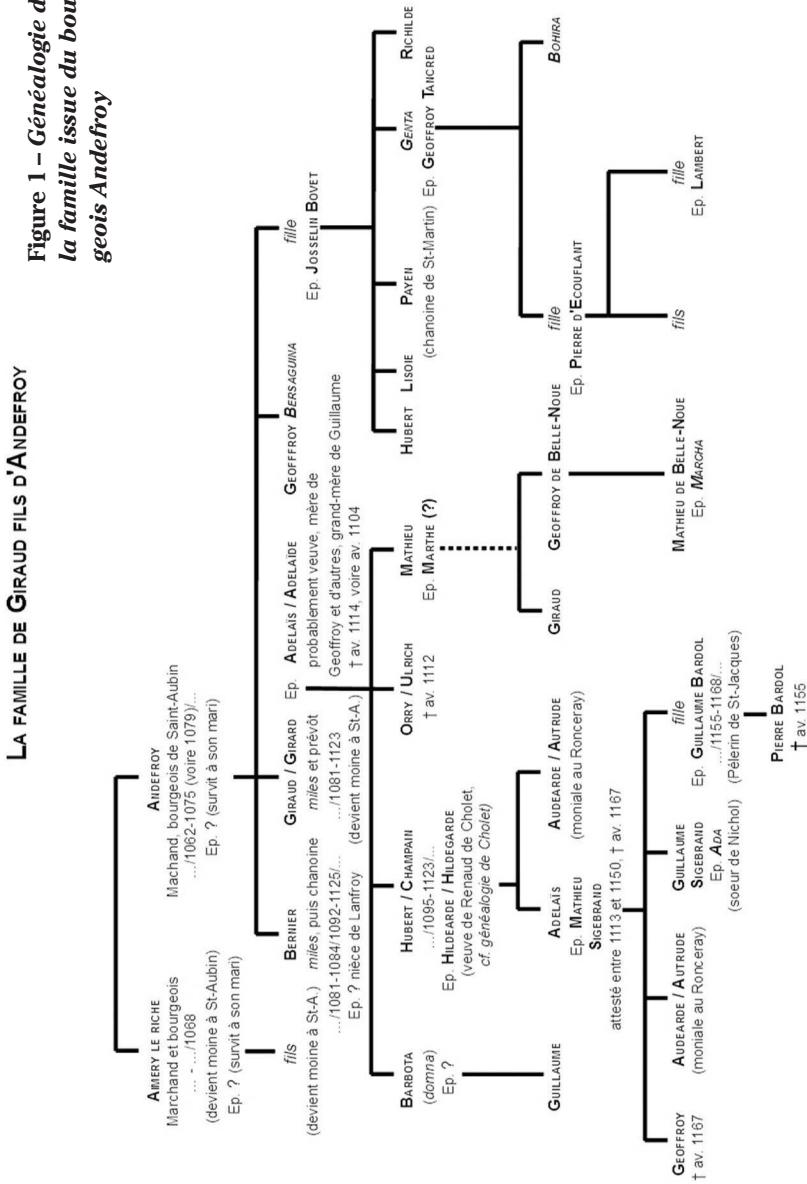 Figure 1 – Généalogie d
la famille issue du bou
geois Andefroy
LA FAMILLE DE GIRAUD FILS D'ANDEFROY
AIMERY LE RICHE
Marchand et bourgeois
... - .../1068
(devient moine à St-Aubin)
Ep. ? (survit à son mari)
ANDEFROY
Machand, bourgeois de Saint-Aubin
.../1062-1075 (voire 1079)/...
Ep. ? (survit à son mari)
fils
(devient moine à St-A.)
BERNIER
miles, puis chanoine
.../1081-1084/1092-1125/...
Ep. ? nièce de Lanfroy
GIRAUD / GIRARD
miles et prévôt
.../1081-1123
(devient moine à St-A.)
Ep. ADELAÏS / ADELAÏDE
probablement veuve, mère de
Geoffroy et d'autres, grand-mère de Guillaume
† av. 1114, voire av. 1104
GEOFFFROY BERSAGUINA
fille
Ep. JOSSELIN BOVET
BARBOTA
(domna)
Ep. ?
HUBERT / CHAMPAIN
.../1095-1123/...
Ep. HILDEARDE / HILDEGARDE
(veuve de Renaud de Cholet,
cf. généalogie de Cholet)
ORRY / ULRICH
† av. 1112
MATHIEU
Ep. MARTHE (?)
HUBERT
LISOIE
PAYEN
(chanoine de St-Martin)
GENTA
Ep. GEOFFROY TANCRED
RICHILDE
GUILLAUME
ADELAÏS
Ep. MATHIEU
SIGEBRAND
attesté entre 1113 et 1150, † av. 1167
AUDEARDE / AUTRUDE
(moniale au Ronceray)
GIRAUD
GEOFFROY DE BELLE-NOUE
fille
Ep. PIERRE D'ECOUFLANT
BOHIRA
GEOFFROY
† av. 1167
AUDEARDE / AUTRUDE
(moniale au Ronceray)
GUILLAUME
SIGEBRAND
Ep. ADA
(soeur de Nichol)
fille
Ep. GUILLAUME BARDOL
.../1155-1168/...
(Pèlerin de St-Jacques)
MATHIEU DE BELLE-NOUE
Ep. MARCHA
fils
fille
Ep. LAMBERT
PIERRE BARDOL
† av. 1155